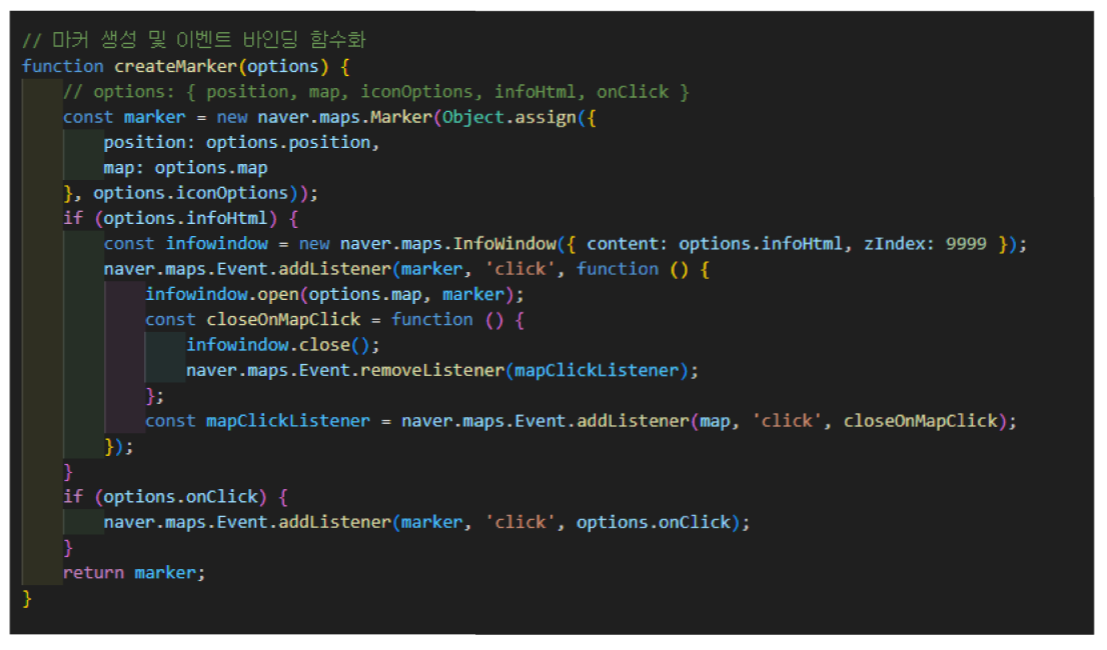 // 마커 생성 및 이벤트 바인딩 함수화
function createMarker(options) {
    // options: { position, map, iconOptions, infoHtml, onClick }
    const marker = new naver.maps.Marker(Object.assign({
        position: options.position,
        map: options.map
    }, options.iconOptions));
    if (options.infoHtml) {
        const infowindow = new naver.maps.InfoWindow({ content: options.infoHtml, zIndex: 9999 });
        naver.maps.Event.addListener(marker, 'click', function () {
            infowindow.open(options.map, marker);
            const closeOnMapClick = function () {
                infowindow.close();
                naver.maps.Event.removeListener(mapClickListener);
            };
            const mapClickListener = naver.maps.Event.addListener(map, 'click', closeOnMapClick);
        });
    }
    if (options.onClick) {
        naver.maps.Event.addListener(marker, 'click', options.onClick);
    }
    return marker;
}